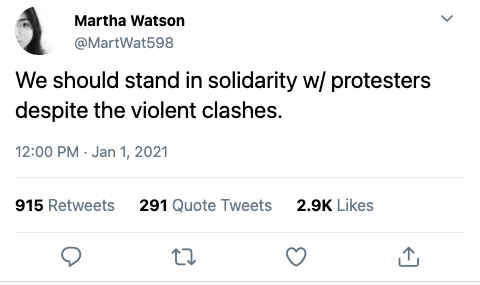 Martha Watson
@MartWat598
We should stand in solidarity w/ protesters
despite the violent clashes.
12:00 PM · Jan 1, 2021
915 Retweets 291 Quote Tweets 2.9K Likes